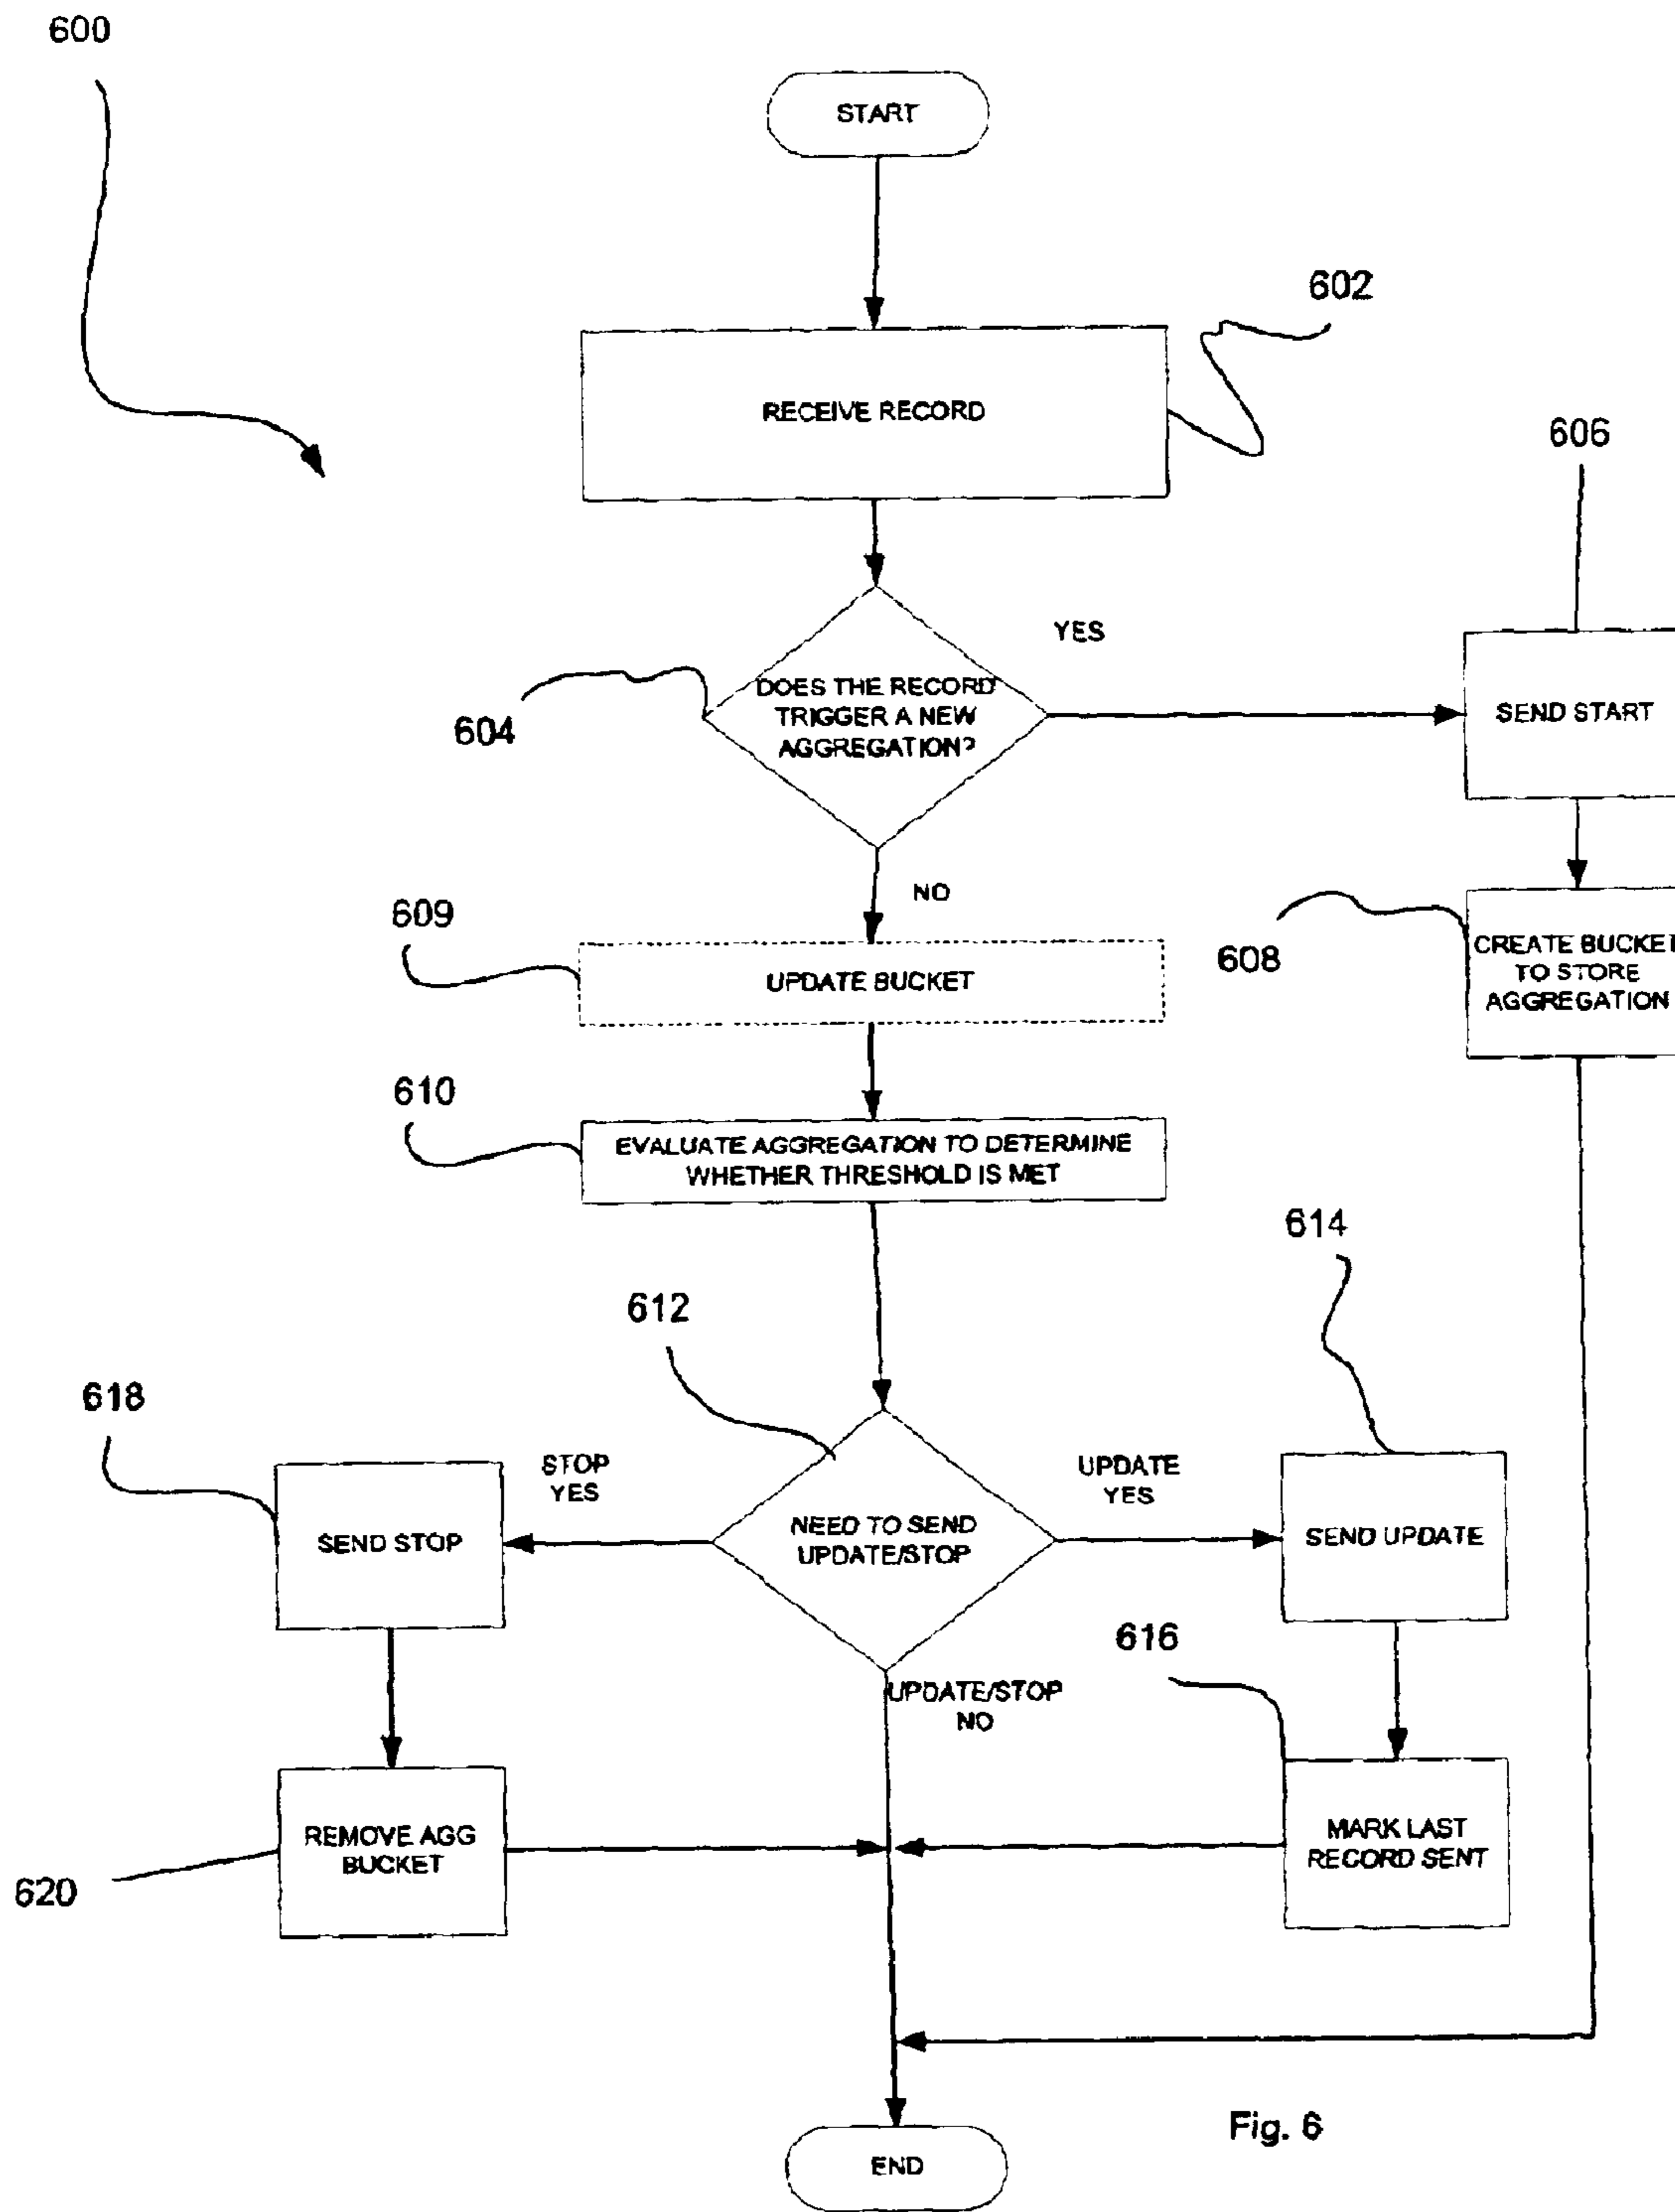 600
START
602
RECEIVE RECORD
606
YES
DOES THE RECORD
TRIGGER A NEW
AGGREGATION?
604
SEND START
NO
609
UPDATE BUCKET
608
CREATE BUCKET
TO STORE
AGGREGATION
610
EVALUATE AGGREGATION TO DETERMINE
WHETHER THRESHOLD IS MET
614
612
618
STOP
YES
UPDATE
YES
SEND STOP
NEED TO SEND
UPDATE/STOP
SEND UPDATE
616
UPDATE/STOP
NO
REMOVE AGG
BUCKET
MARK LAST
RECORD SENT
620
Fig. 6
END